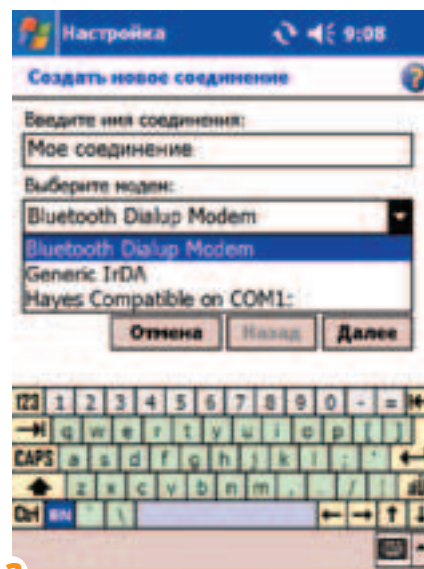 Настройка 9:08
Создать новое соединение
Введите имя соединения:
Мое соединение
Выберите модем:
Bluetooth Dialup Modem
Bluetooth Dialup Modem
Generic IrDA
Hayes Compatible on COM1:
Отмена Назад Далее
123 1 2 3 4 5 6 7 8 9 0 - =
q w e r t y u i o p [ ]
CAPS a s d f g h j k l ; '
z x c v b n m , . /
Ctrl EN ` \